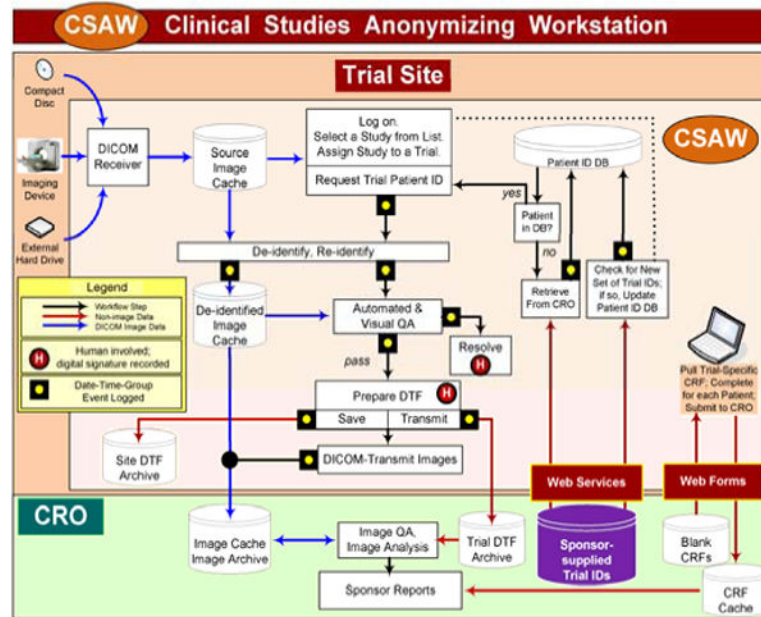 CSAW Clinical Studies Anonymizing Workstation
Trial Site
Compact
Disc
Imaging
Device
External
Hard Drive
DICOM
Receiver
Source
Image
Cache
Log on.
Select a Study from List.
Assign Study to a Trial.
Request Trial Patient ID
CSAW
Patient ID DB
yes
Patient
in DB?
no
De-identify, Re-identify
Retrieve
From CRO
Check for New
Set of Trial IDs;
if so, Update
Patient ID DB
Legend
Workflow Step
Non-image Data
DICOM Image Data
H
Human involved;
digital signature recorded
Date-Time-Group
Event Logged
De-identified
Image
Cache
Automated &
Visual QA
Resolve
H
pass
Pull Trial-Specific
CRF; Complete
for each Patient;
Submit to CRO
Prepare DTF
H
Save
Transmit
Site DTF
Archive
DICOM-Transmit Images
Web Services
Web Forms
CRO
Image Cache
Image Archive
Image QA,
Image Analysis
Trial DTF
Archive
Sponsor-
supplied
Trial IDs
Blank
CRFs
Sponsor Reports
CRF
Cache